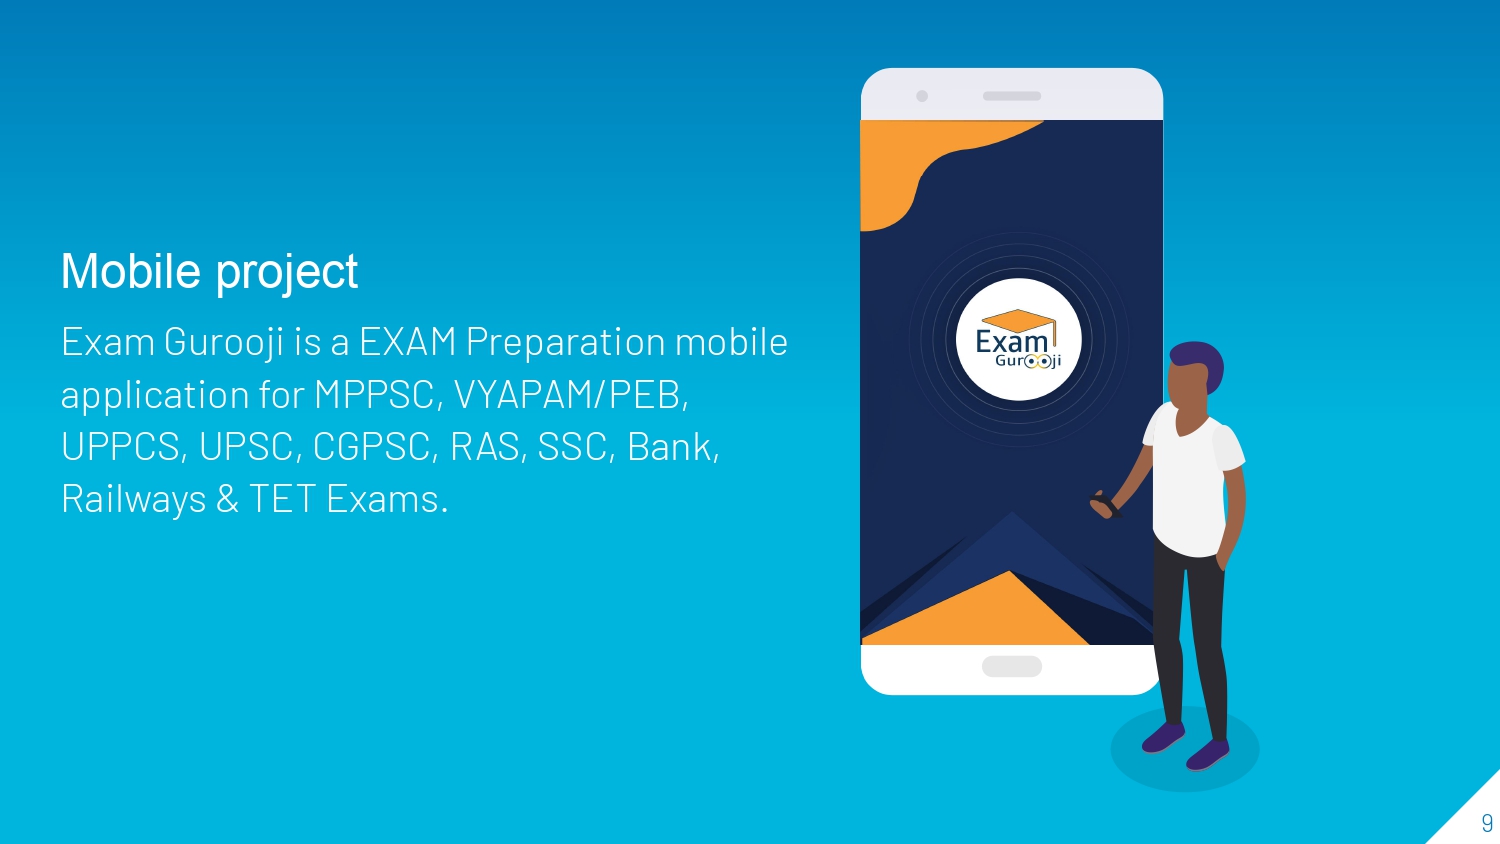 Mobile project
Exam Gurooji is a EXAM Preparation mobile
application for MPPSC, VYAPAM/PEB,
UPPCS, UPSC, CGPSC, RAS, SSC, Bank,
Railways & TET Exams.
Exam
Gurooji
9